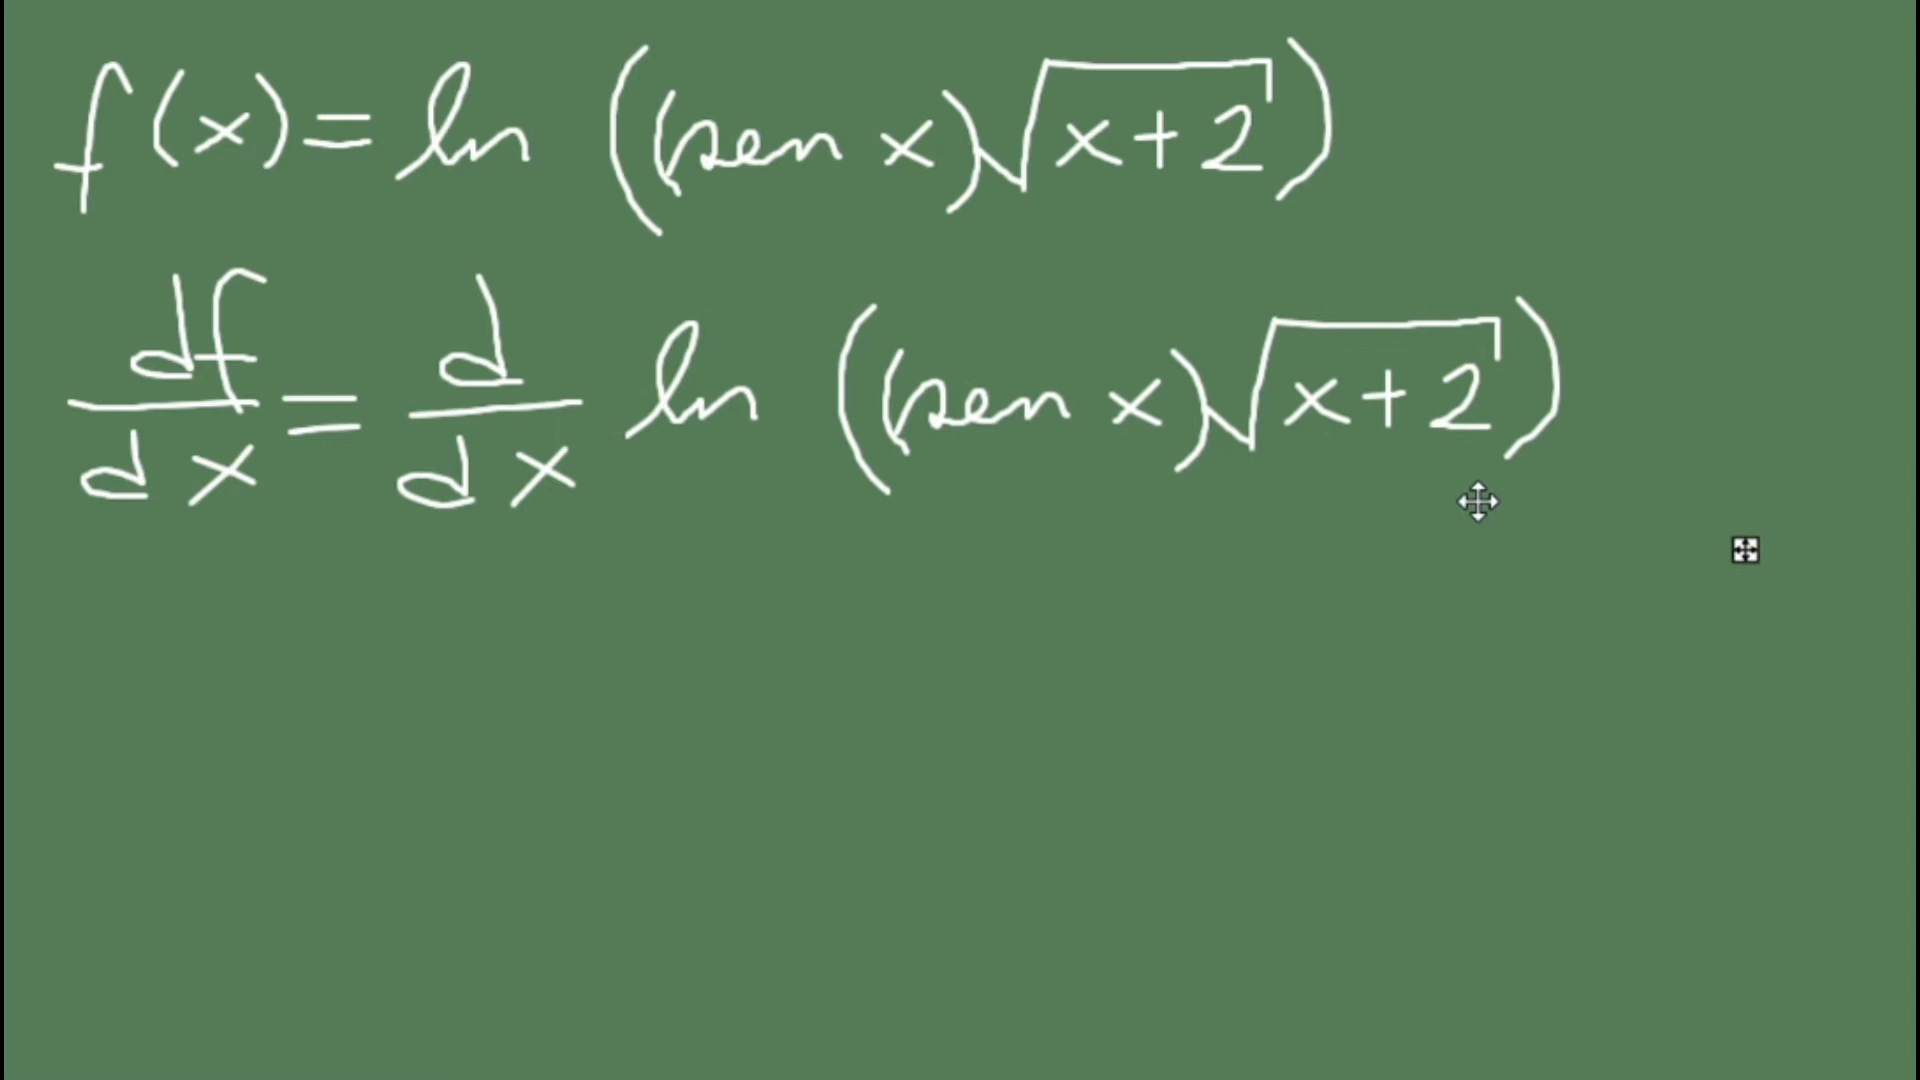 f(x) = ln ((sen x)√(x+2))
df/dx = d/dx ln ((sen x)√(x+2))